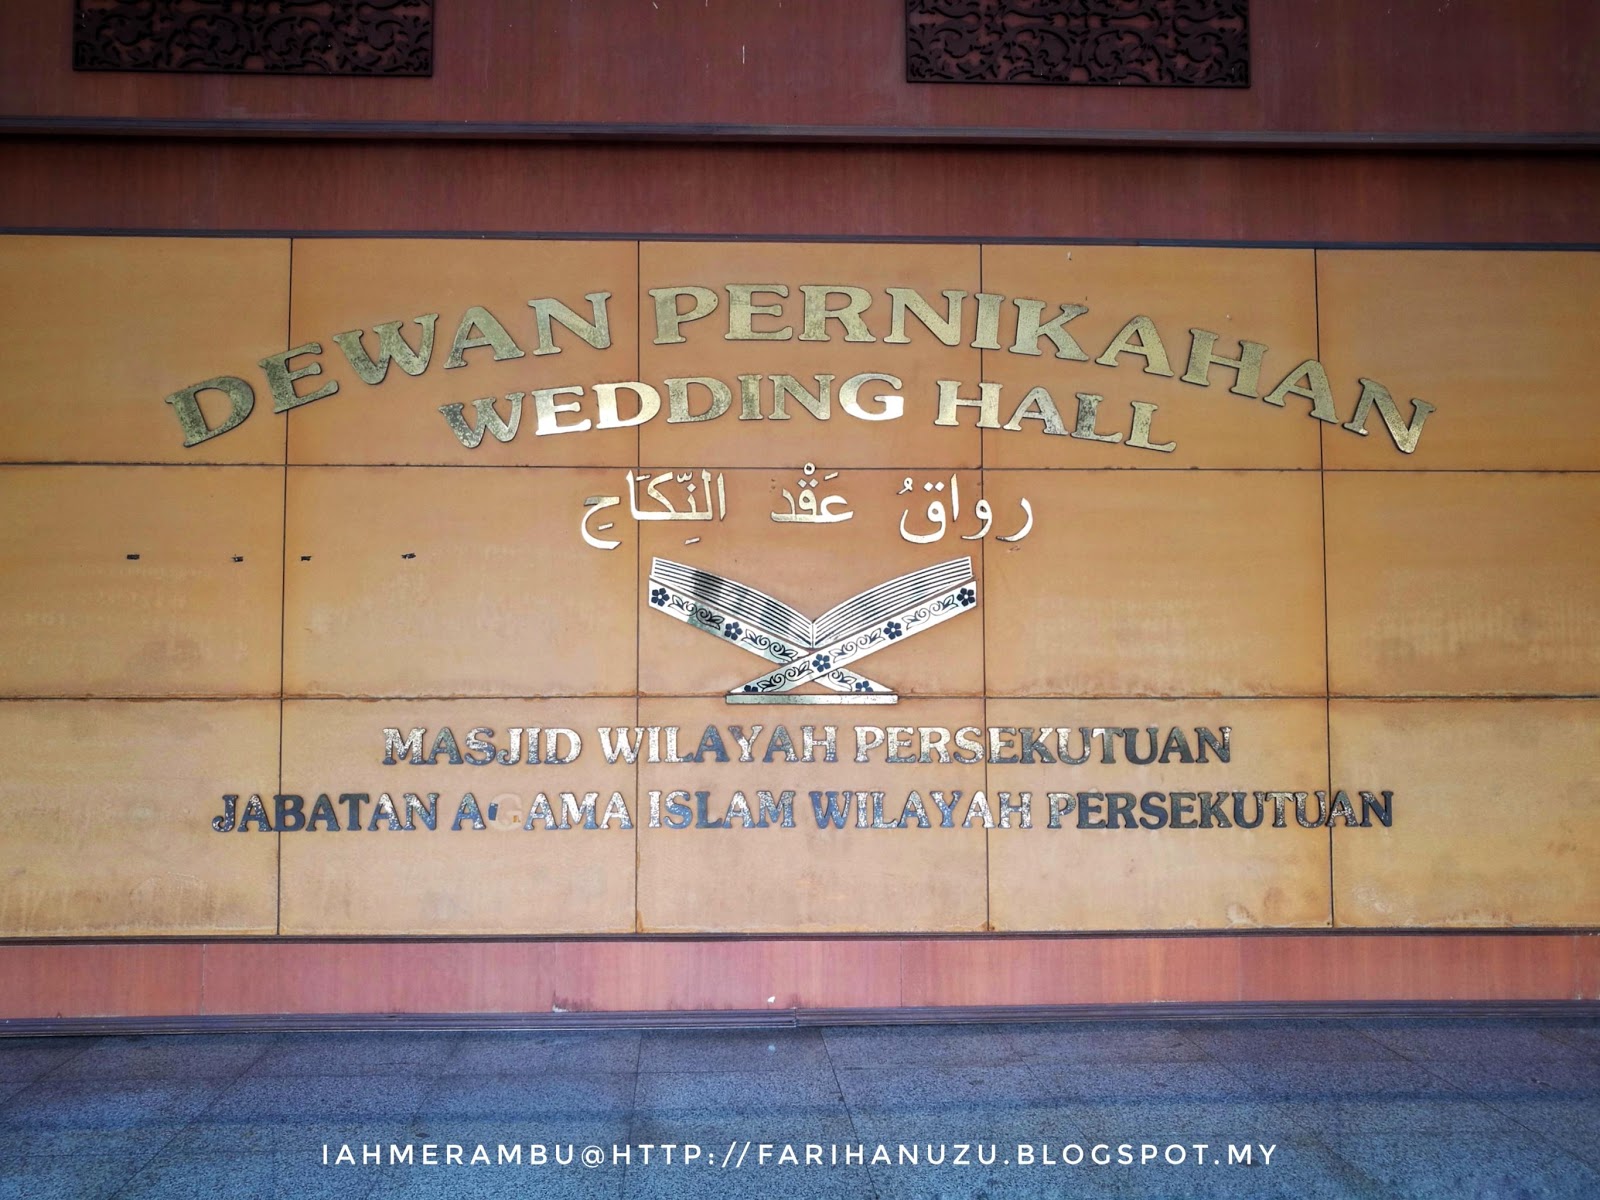 DEWAN PERNIKAHAN
WEDDING HALL
رواقُ عَقْد النِّكَاحِ
MASJID WILAYAH PERSEKUTUAN
JABATAN AGAMA ISLAM WILAYAH PERSEKUTUAN
IAHMERAMBU@HTTP://FARIHANUZU.BLOGSPOT.MY